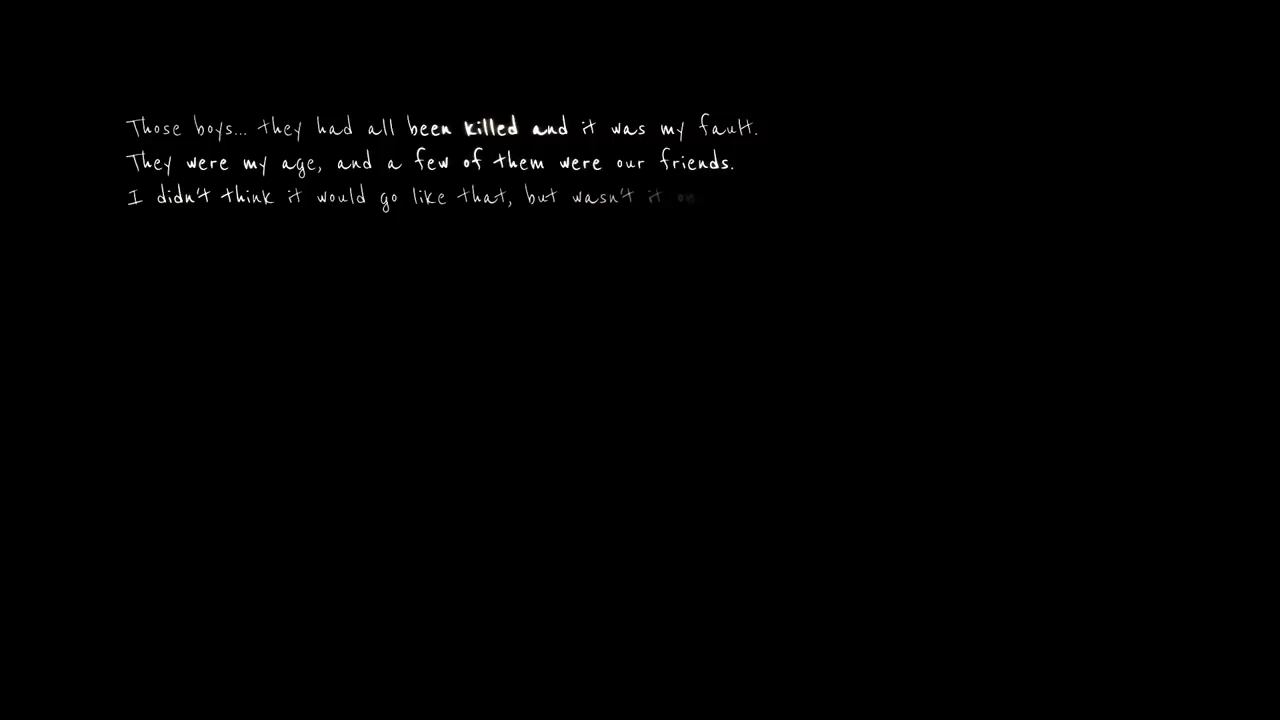 Those boys... they had all been killed and it was my fault.
They were my age, and a few of them were our friends.
I didn't think it would go like that, but wasn't it